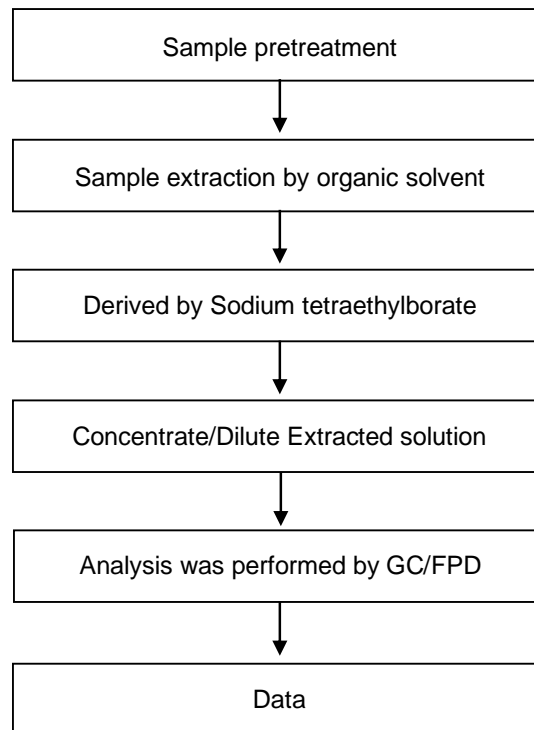 Sample pretreatment
Sample extraction by organic solvent
Derived by Sodium tetraethylborate
Concentrate/Dilute Extracted solution
Analysis was performed by GC/FPD
Data